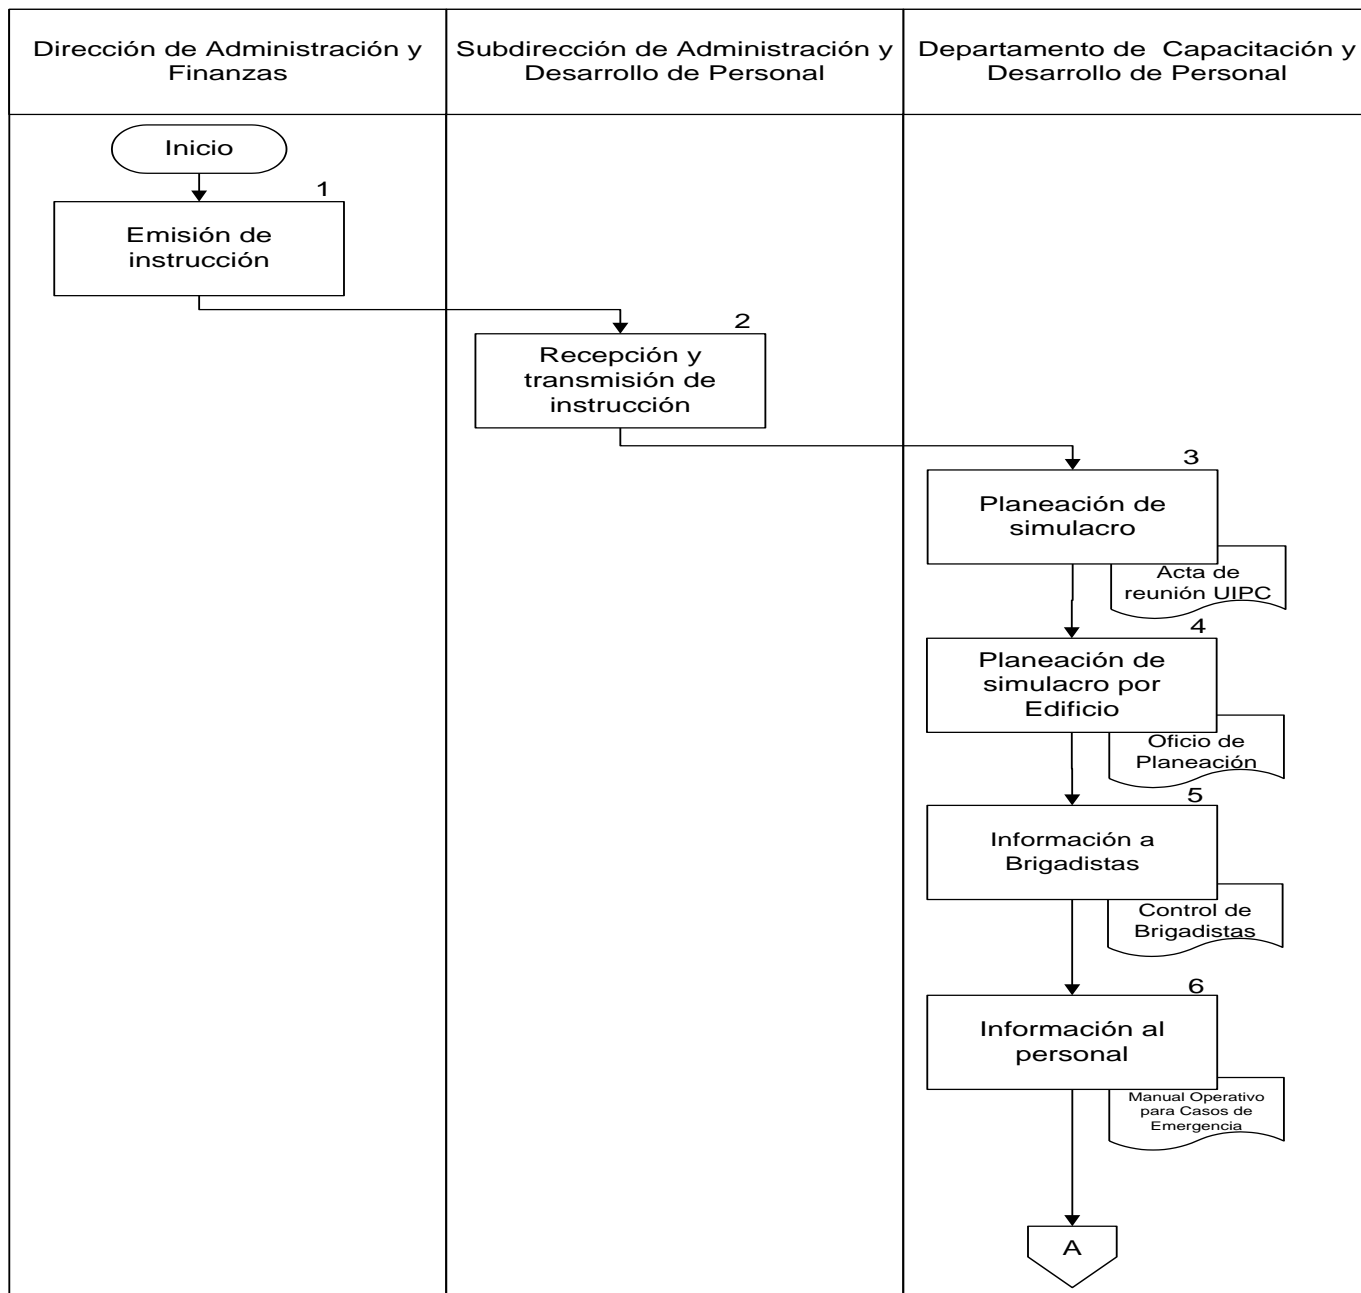 Dirección de Administración y
Finanzas
Subdirección de Administración y
Desarrollo de Personal
Departamento de  Capacitación y
Desarrollo de Personal
Inicio
1
Emisión de
instrucción
2
Recepción y
transmisión de
instrucción
3
Planeación de
simulacro
Acta de
reunión UIPC
4
Planeación de
simulacro por
Edificio
Oficio de
Planeación
5
Información a
Brigadistas
Control de
Brigadistas
6
Información al
personal
Manual Operativo
para Casos de
Emergencia
A